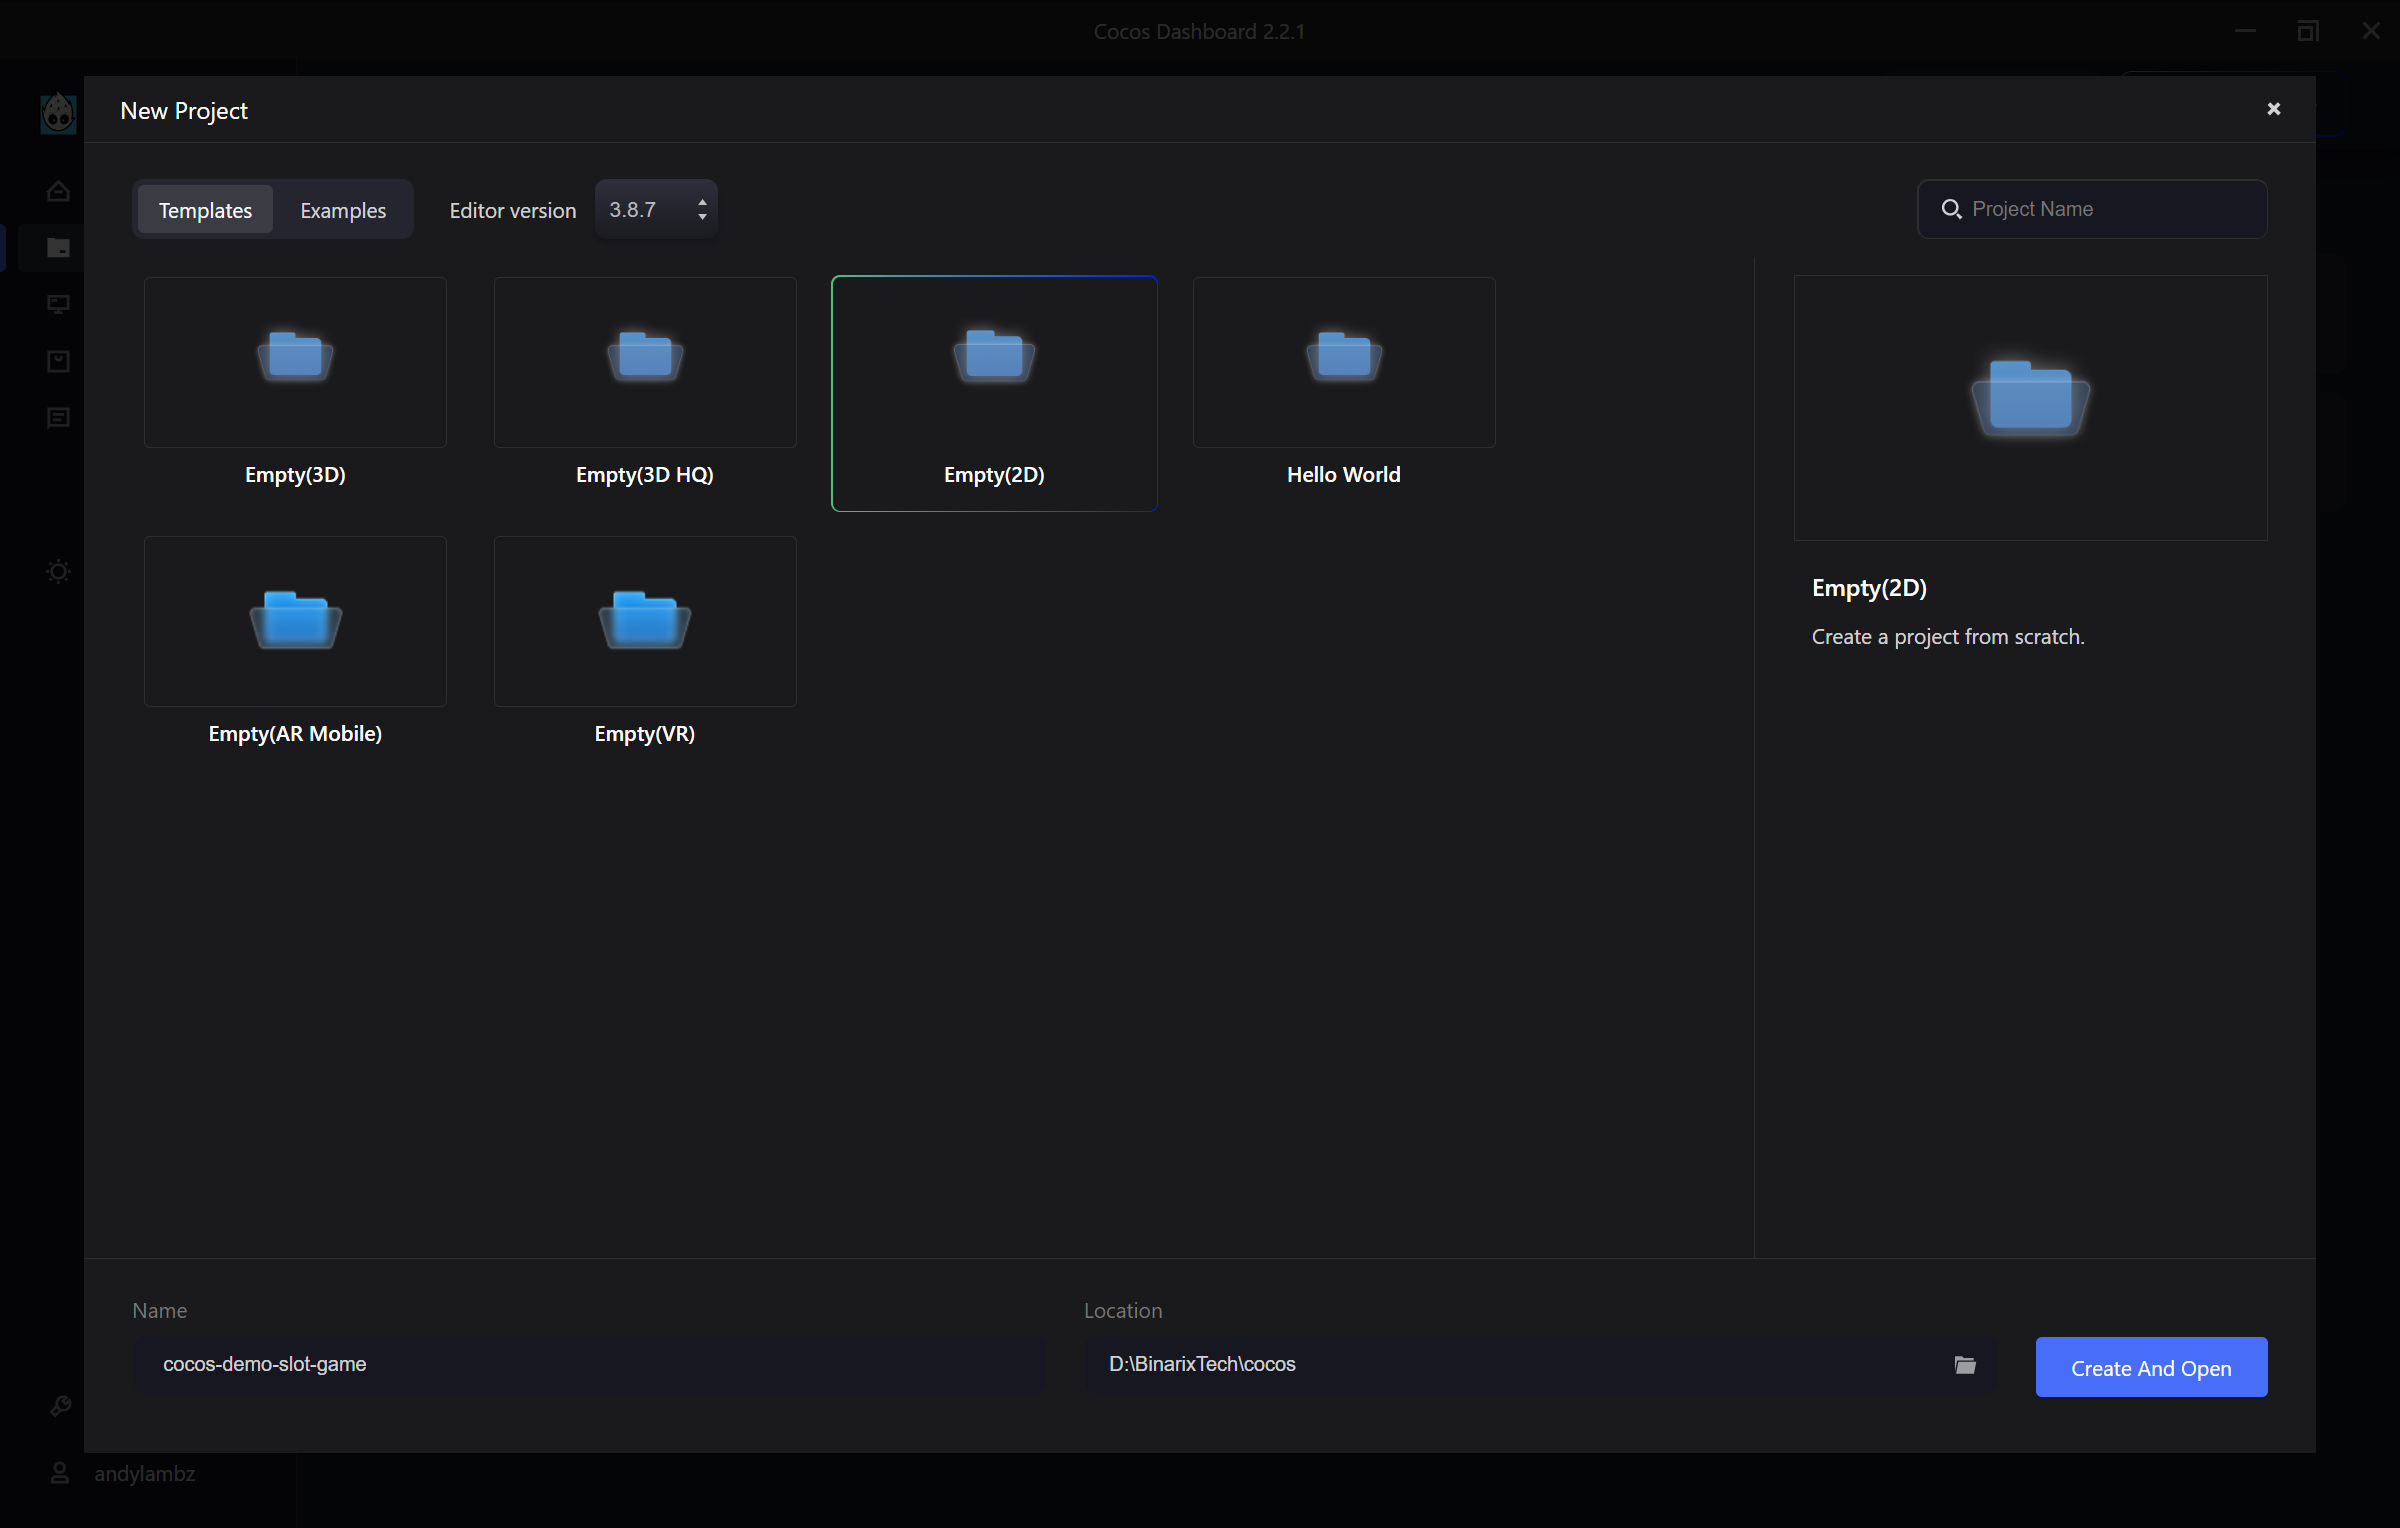 Cocos Dashboard 2.2.1
New Project
Templates
Examples
Editor version
3.8.7
Project Name
Empty(3D)
Empty(3D HQ)
Empty(2D)
Hello World
Empty(AR Mobile)
Empty(VR)
Empty(2D)
Create a project from scratch.
Name
Location
cocos-demo-slot-game
D:\BinarixTech\cocos
Create And Open
andylambz